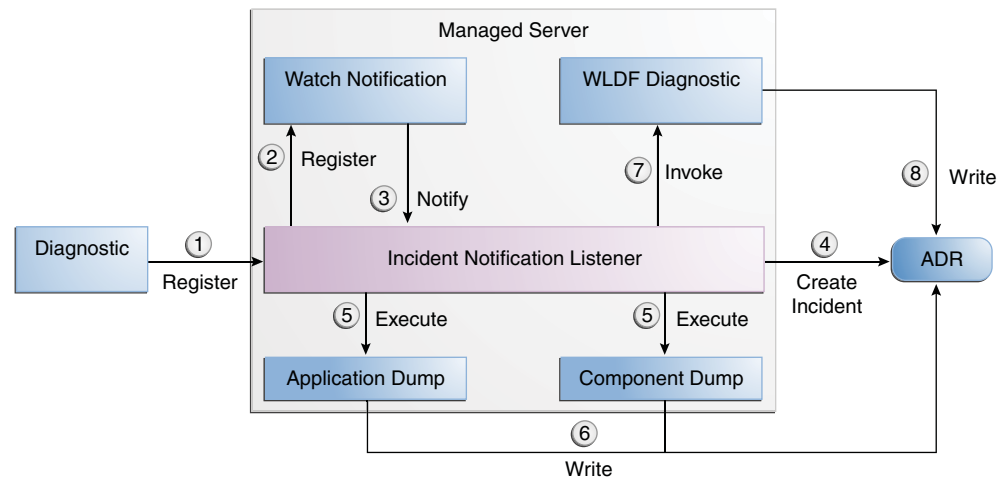 Managed Server
Watch Notification
WLDF Diagnostic
2
Register
7
Invoke
8
Write
3
Notify
Diagnostic
1
Register
Incident Notification Listener
4
Create
Incident
ADR
5
Execute
5
Execute
Application Dump
Component Dump
6
Write